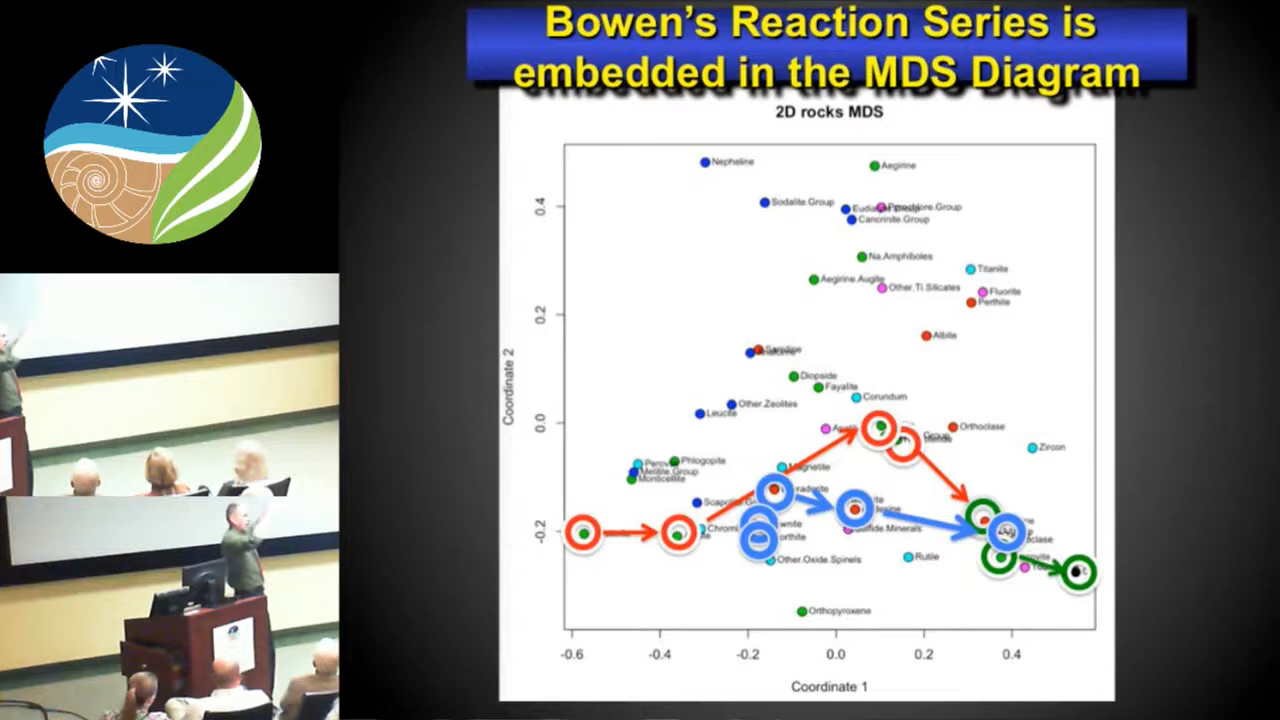 Bowen's Reaction Series is
embedded in the MDS Diagram
2D rocks MDS
Nepheline
Aegirine
Sodalite.Group
Pyrochlore.Group
Cancrinite.Group
Na.Amphiboles
Titanite
Aegirine.Augite
Other.Ti.Silicates
Fluorite
Perthite
Albite
Diopside
Fayalite
Corundum
Other.Zeolites
Leucite
Orthoclase
Group
Zircon
Phlogopite
Melilite.Group
Monticellite
Magnetite
Sulfide.Minerals
Other.Oxide.Spinels
Rutile
Orthopyroxene
0.4
0.2
0.0
-0.2
Coordinate 2
-0.6
-0.4
-0.2
0.0
0.2
0.4
Coordinate 1